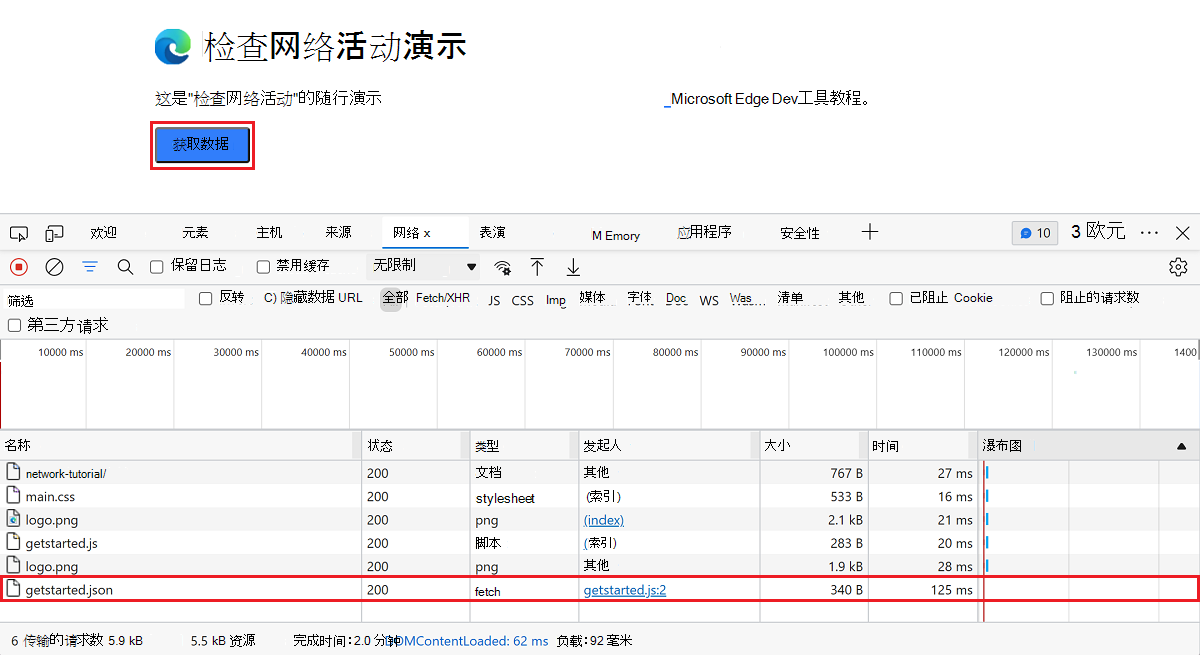 检查网络活动演示
这是"检查网络活动"的随行演示 _Microsoft Edge Dev工具教程。
获取数据
欢迎 元素 主机 来源 网络 x 表演 M Emory 应用程序 安全性 10 3 欧元
保留日志 禁用缓存 无限制
筛选 反转 C) 隐藏数据 URL 全部 Fetch/XHR JS CSS Img 媒体 字体 Doc WS Was... 清单 其他 已阻止 Cookie 阻止的请求数
第三方请求
10000 ms 20000 ms 30000 ms 40000 ms 50000 ms 60000 ms 70000 ms 80000 ms 90000 ms 100000 ms 110000 ms 120000 ms 130000 ms 1400
名称 状态 类型 发起人 大小 时间 瀑布图
network-tutorial/ 200 文档 其他 767 B 27 ms
main.css 200 stylesheet (索引) 533 B 16 ms
logo.png 200 png (index) 2.1 kB 21 ms
getstarted.js 200 脚本 (索引) 283 B 20 ms
logo.png 200 png 其他 1.9 kB 28 ms
getstarted.json 200 fetch getstarted.js:2 340 B 125 ms
6 传输的请求数 5.9 kB 5.5 kB 资源 完成时间：2.0 分钟 DOMContentLoaded: 62 ms 负载：92 毫米